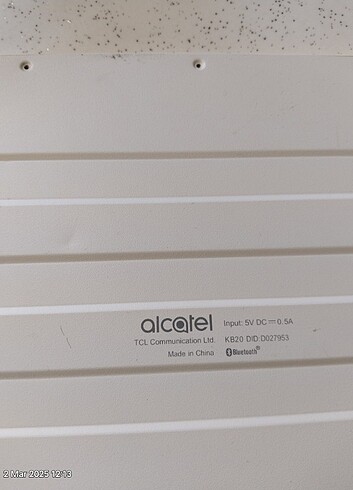 alcatel Input: 5V DC⎓0.5A
TCL Communication Ltd. KB20 DID:D027953
Made in China Bluetooth®
2 Mar 2025 12:13